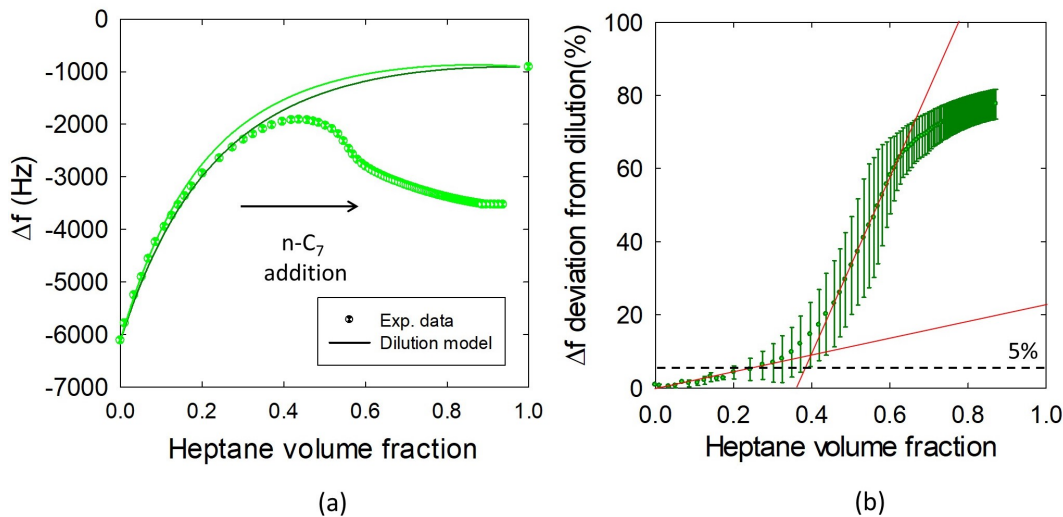 (a)
Δf (Hz)
0
-1000
-2000
-3000
-4000
-5000
-6000
-7000
n-C₇
addition
Exp. data
Dilution model
0.0 0.2 0.4 0.6 0.8 1.0
Heptane volume fraction
(a)
(b)
Δf deviation from dilution(%)
100
80
60
40
20
0
5%
0.0 0.2 0.4 0.6 0.8 1.0
Heptane volume fraction
(b)